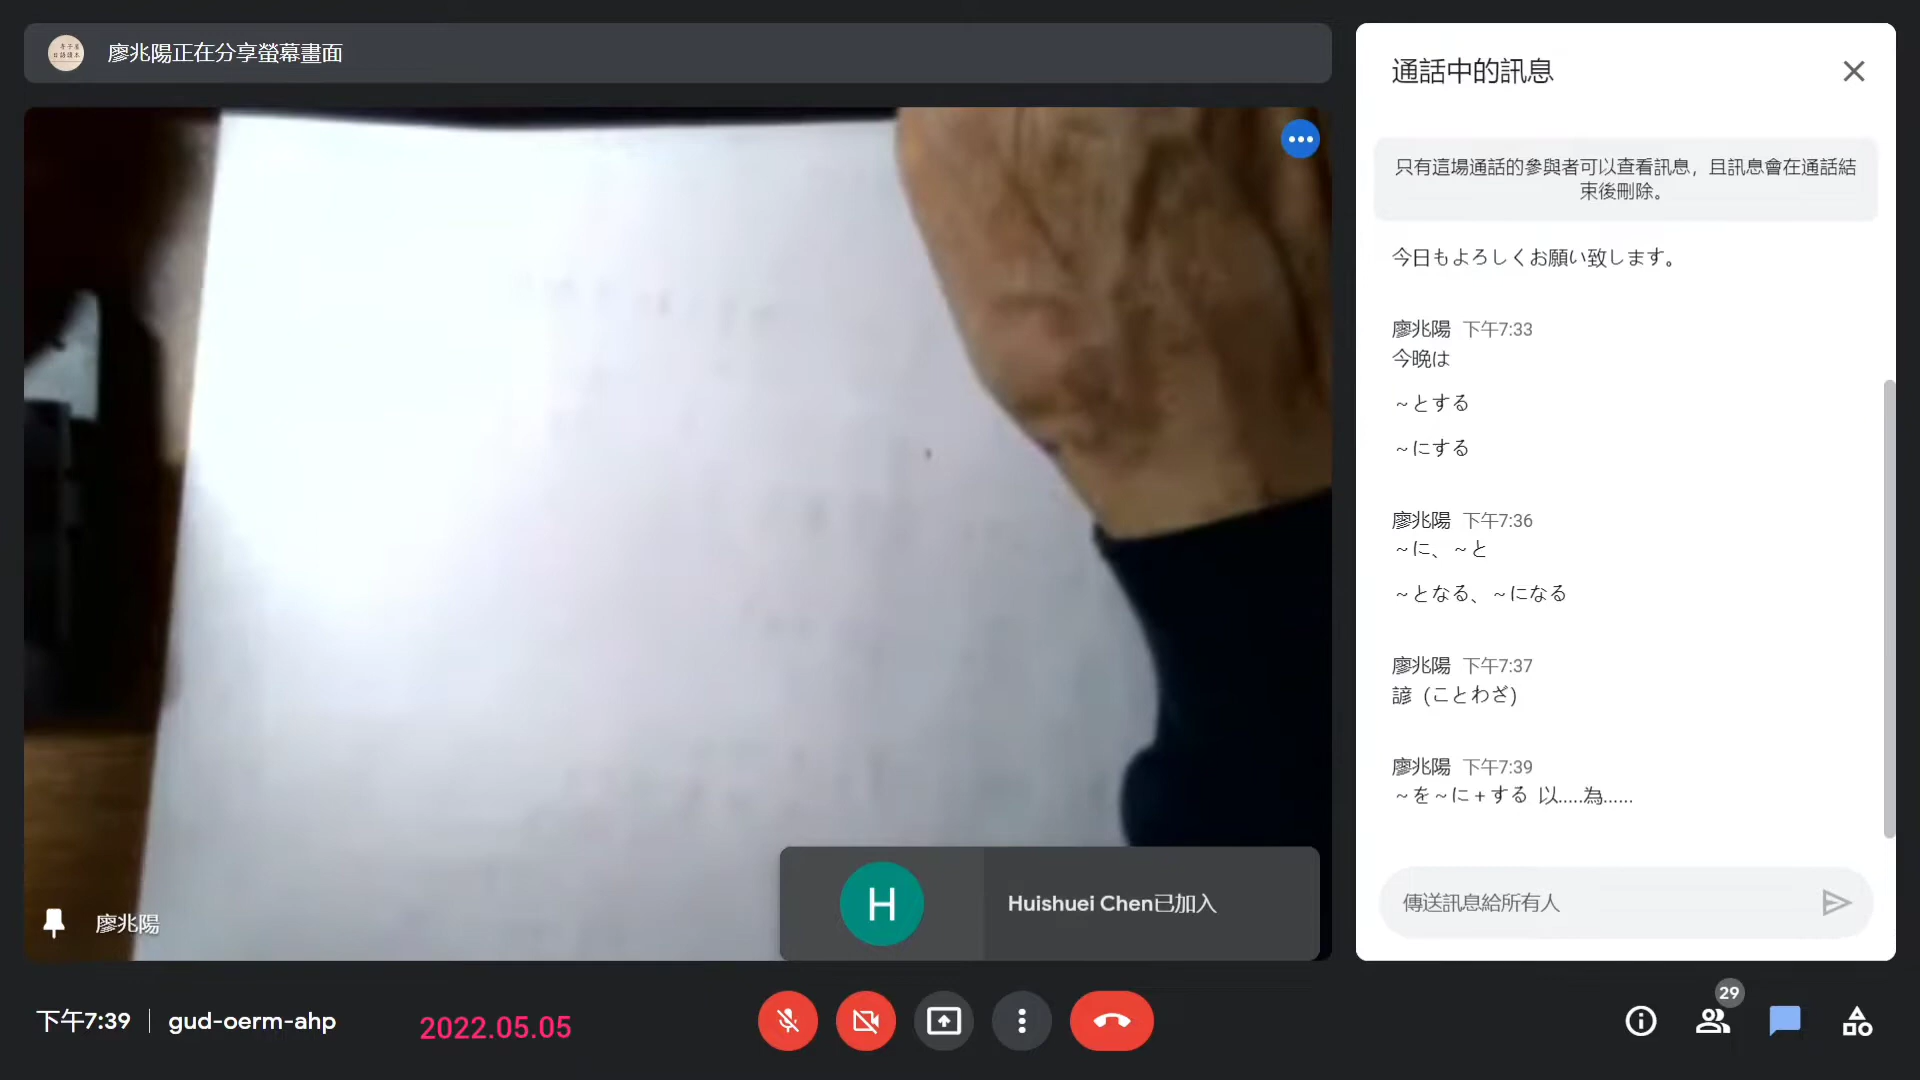 廖兆陽正在分享螢幕畫面
廖兆陽
Huishuei Chen已加入
H
通話中的訊息
只有這場通話的參與者可以查看訊息，且訊息會在通話結
束後刪除。
今日もよろしくお願い致します。
廖兆陽 下午7:33
今晩は
～とする
～にする
廖兆陽 下午7:36
～に、～と
～となる、～になる
廖兆陽 下午7:37
諺（ことわざ）
廖兆陽 下午7:39
～を～に＋する 以.....為......
傳送訊息給所有人
下午7:39 | gud-oerm-ahp
2022.05.05
29